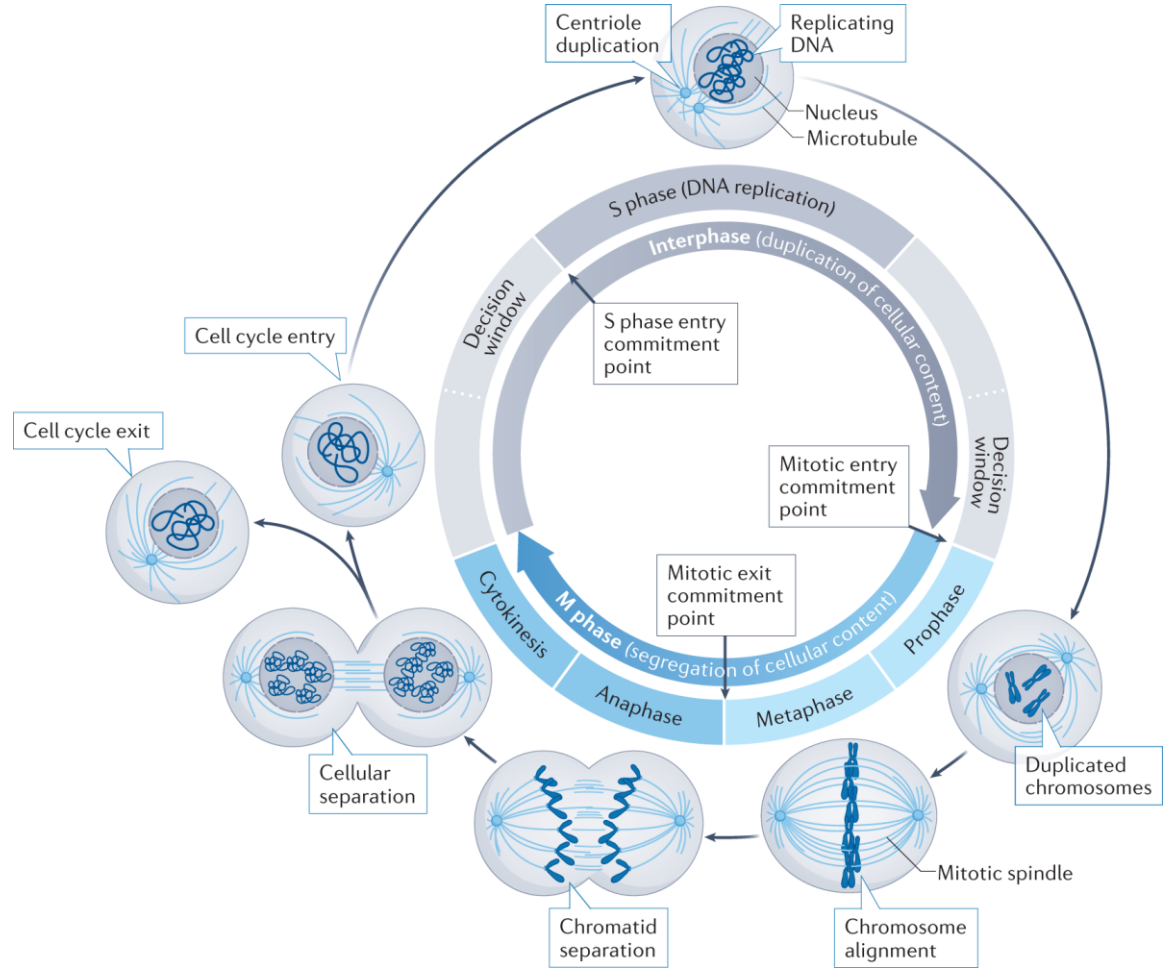 Centriole
duplication
Replicating
DNA
Nucleus
Microtubule
S phase (DNA replication)
Interphase (duplication of cellular content)
Decision
window
S phase entry
commitment
point
Cell cycle entry
Cell cycle exit
Decision
window
Mitotic entry
commitment
point
Mitotic exit
commitment
point
M phase (segregation of cellular content)
Cytokinesis
Anaphase
Metaphase
Prophase
Duplicated
chromosomes
Cellular
separation
Mitotic spindle
Chromatid
separation
Chromosome
alignment